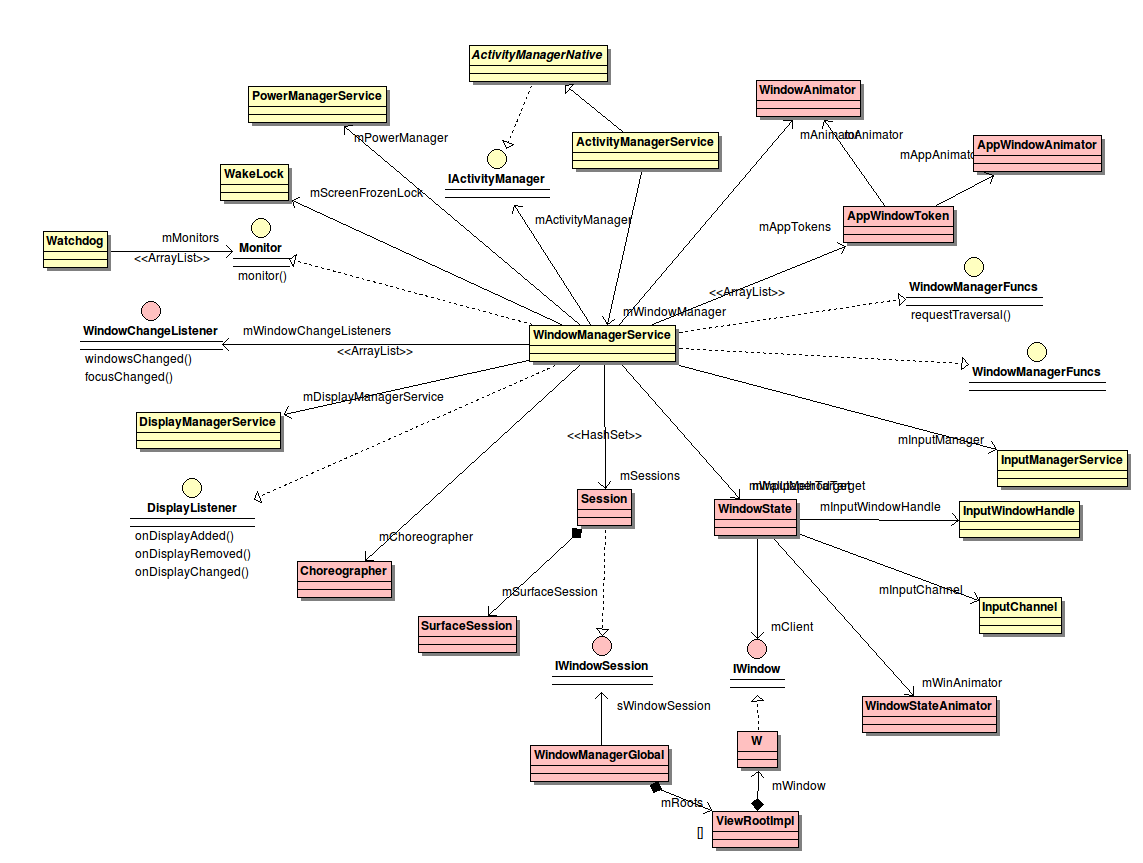 ActivityManagerNative
PowerManagerService
WindowAnimator
mPowerManager
ActivityManagerService
mAnimator
mAnimator
AppWindowAnimator
mAppAnimator
WakeLock
IActivityManager
mScreenFrozenLock
mActivityManager
AppWindowToken
mAppTokens
Watchdog
mMonitors
<<ArrayList>>
Monitor
monitor()
WindowManagerFuncs
requestTraversal()
<<ArrayList>>
mWindowManager
WindowChangeListener
windowsChanged()
focusChanged()
mWindowChangeListeners
<<ArrayList>>
WindowManagerService
WindowManagerFuncs
mDisplayManagerService
DisplayManagerService
<<HashSet>>
mSessions
mInputManager
InputManagerService
DisplayListener
onDisplayAdded()
onDisplayRemoved()
onDisplayChanged()
Session
WindowState
mInputWindowHandle
InputWindowHandle
mChoreographer
Choreographer
mSurfaceSession
SurfaceSession
mInputChannel
InputChannel
mClient
IWindowSession
IWindow
mWinAnimator
WindowStateAnimator
sWindowSession
WindowManagerGlobal
W
mWindow
mRoots
[]
ViewRootImpl